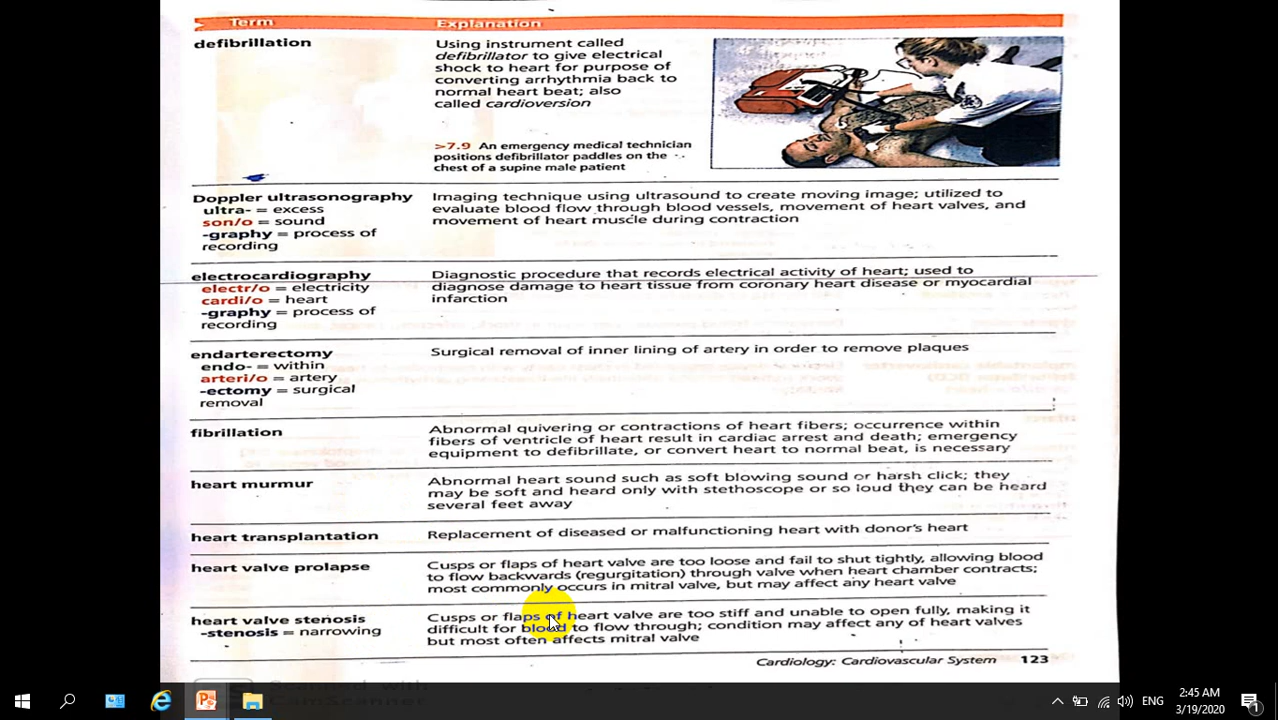 Term Explanation
defibrillation
Using instrument called
defibrillator to give electrical
shock to heart for purpose of
converting arrhythmia back to
normal heart beat; also
called cardioversion
>7.9 An emergency medical technician
positions defibrillator paddles on the
chest of a supine male patient
Doppler ultrasonography
ultra- = excess
son/o = sound
-graphy = process of
recording
Imaging technique using ultrasound to create moving image; utilized to
evaluate blood flow through blood vessels, movement of heart valves, and
movement of heart muscle during contraction
electrocardiography
electr/o = electricity
cardi/o = heart
-graphy = process of
recording
Diagnostic procedure that records electrical activity of heart; used to
diagnose damage to heart tissue from coronary heart disease or myocardial
infarction
endarterectomy
endo- = within
arteri/o = artery
-ectomy = surgical
removal
Surgical removal of inner lining of artery in order to remove plaques
fibrillation
Abnormal quivering or contractions of heart fibers; occurrence within
fibers of ventricle of heart result in cardiac arrest and death; emergency
equipment to defibrillate, or convert heart to normal beat, is necessary
heart murmur
Abnormal heart sound such as soft blowing sound or harsh click; they
may be soft and heard only with stethoscope or so loud they can be heard
several feet away
heart transplantation
Replacement of diseased or malfunctioning heart with donor's heart
heart valve prolapse
Cusps or flaps of heart valve are too loose and fail to shut tightly, allowing blood
to flow backwards (regurgitation) through valve when heart chamber contracts;
most commonly occurs in mitral valve, but may affect any heart valve
heart valve stenosis
-stenosis = narrowing
Cusps or flaps of heart valve are too stiff and unable to open fully, making it
difficult for blood to flow through; condition may affect any of heart valves
but most often affects mitral valve
Cardiology: Cardiovascular System 123
Scanned with
CamScanner
ENG
2:45 AM
3/19/2020
1